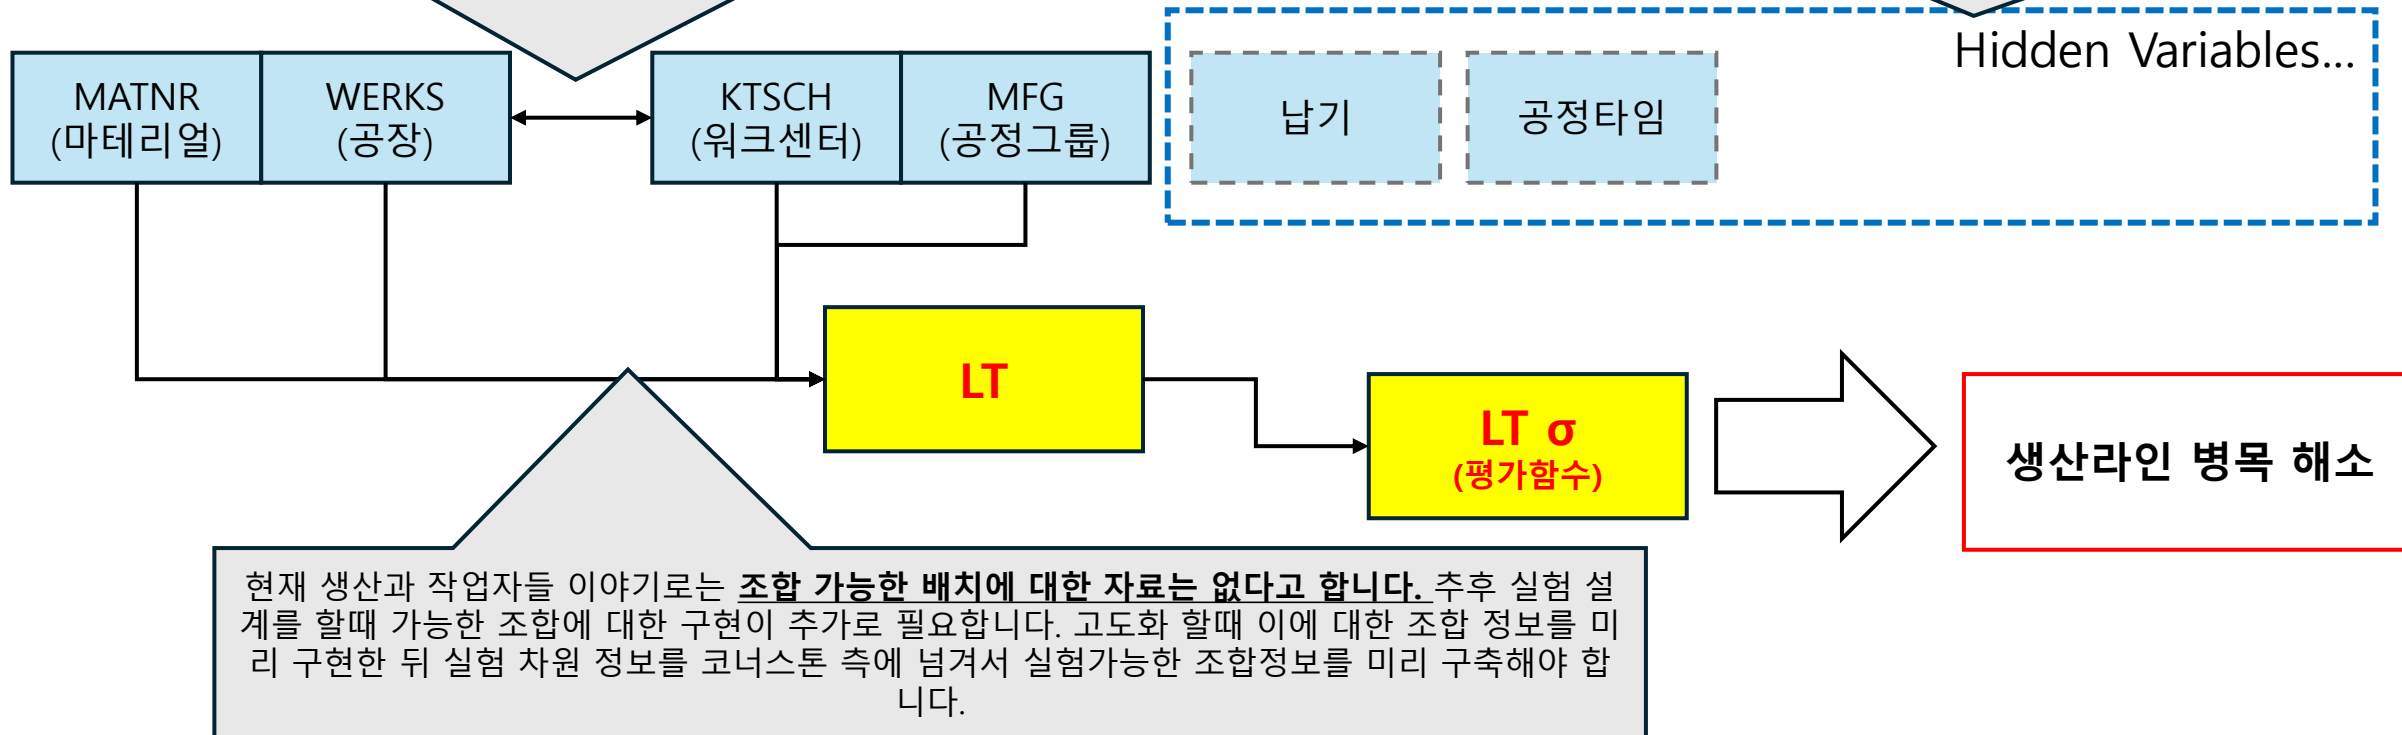 Hidden Variables...
MATNR
(마테리얼)
WERKS
(공장)
KTSCH
(워크센터)
MFG
(공정그룹)
납기
공정타임
LT
LT σ
(평가함수)
생산라인 병목 해소
현재 생산과 작업자들 이야기로는 조합 가능한 배치에 대한 자료는 없다고 합니다. 추후 실험 설
계를 할때 가능한 조합에 대한 구현이 추가로 필요합니다. 고도화 할때 이에 대한 조합 정보를 미
리 구현한 뒤 실험 차원 정보를 코너스톤 측에 넘겨서 실험가능한 조합정보를 미리 구축해야 합
니다.